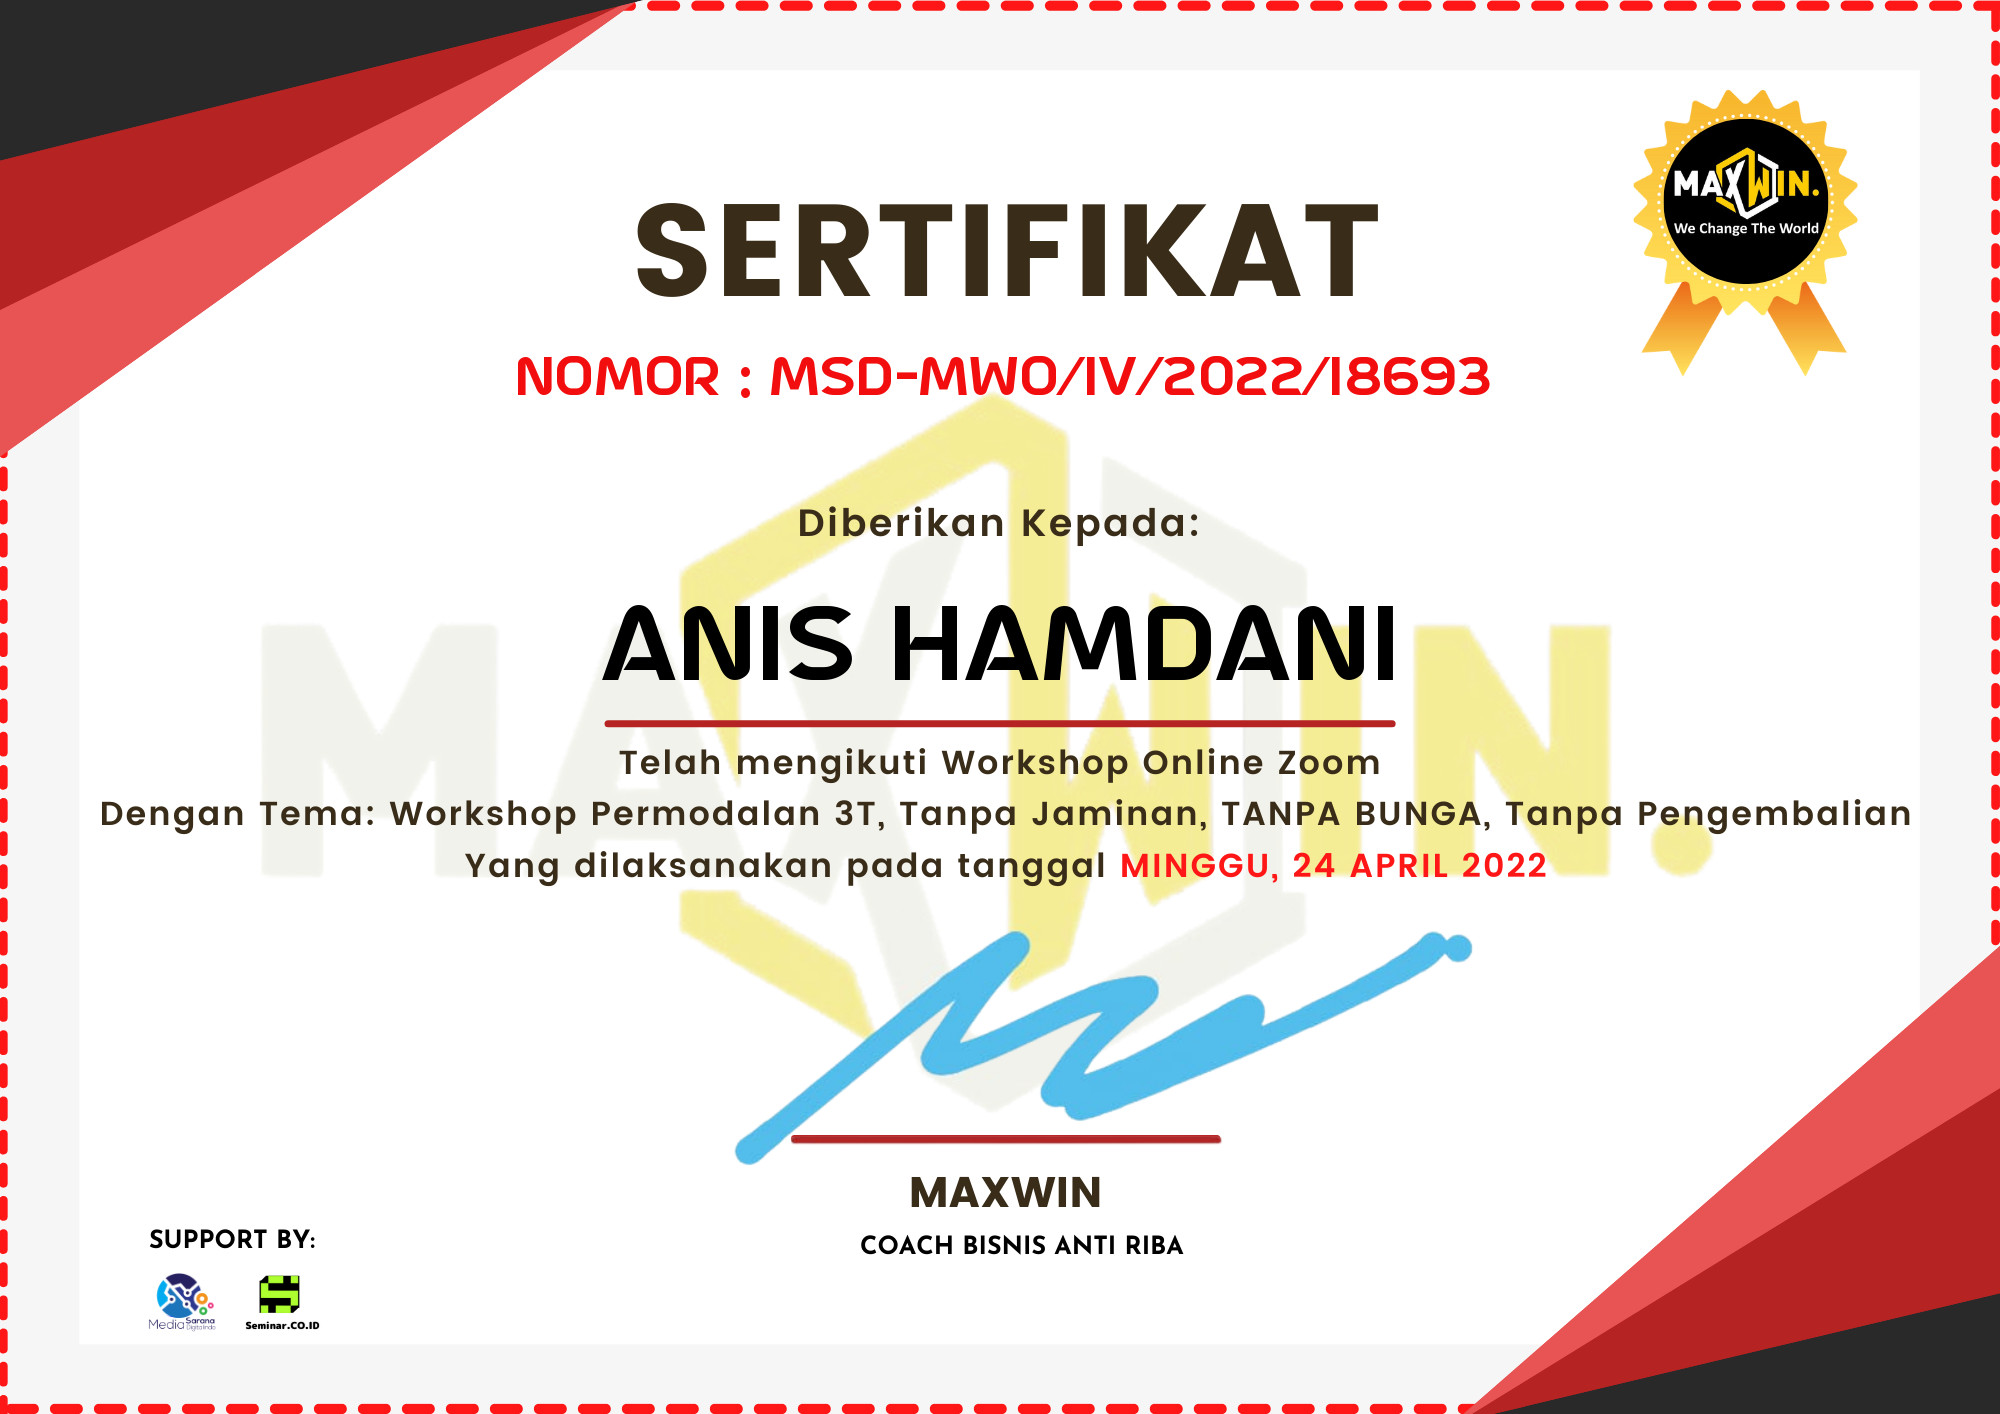 SERTIFIKAT
MAXWIN.
We Change The World
NOMOR : MSD-MWO/IV/2022/18693
Diberikan Kepada:
MAXWIN.
ANIS HAMDANI
Telah mengikuti Workshop Online Zoom
Dengan Tema: Workshop Permodalan 3T, Tanpa Jaminan, TANPA BUNGA, Tanpa Pengembalian
Yang dilaksanakan pada tanggal MINGGU, 24 APRIL 2022
MAXWIN
COACH BISNIS ANTI RIBA
SUPPORT BY:
Media Sarana Digitalindo
Seminar.CO.ID